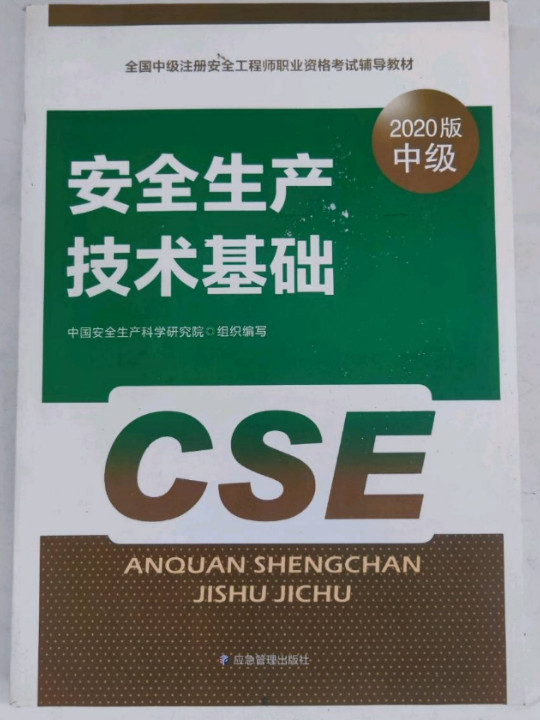 全国中级注册安全工程师职业资格考试辅导教材
2020版
中级
安全生产
技术基础
中国安全生产科学研究院 组织编写
CSE
ANQUAN SHENGCHAN
JISHU JICHU
应急管理出版社